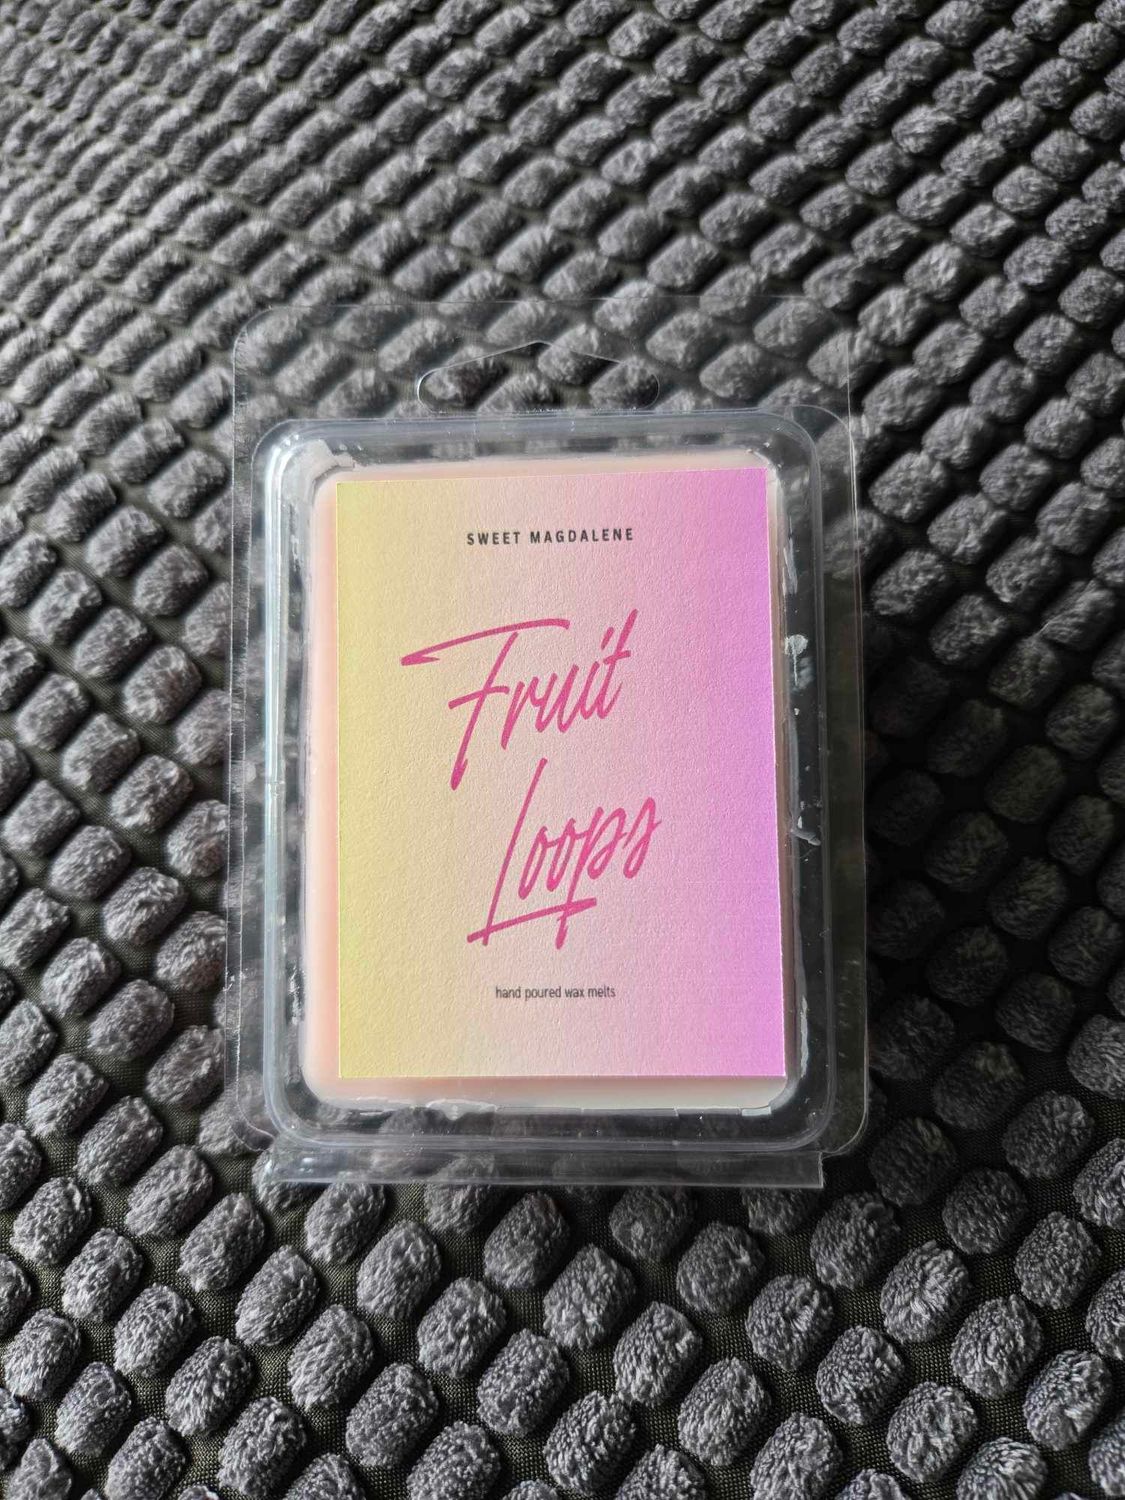 SWEET MAGDALENE
Fruit
Loops
hand poured wax melts